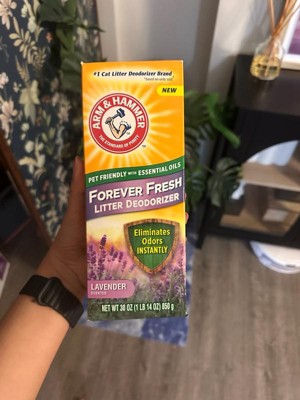 #1 Cat Litter Deodorizer Brand*
NEW
ARM & HAMMER
THE STANDARD OF PURITY
PET FRIENDLY WITH ESSENTIAL OILS
FOREVER FRESH
LITTER DEODORIZER
Eliminates
Odors
INSTANTLY
LAVENDER
SCENTED
NET WT 30 OZ (1 LB 14 OZ) 850 g